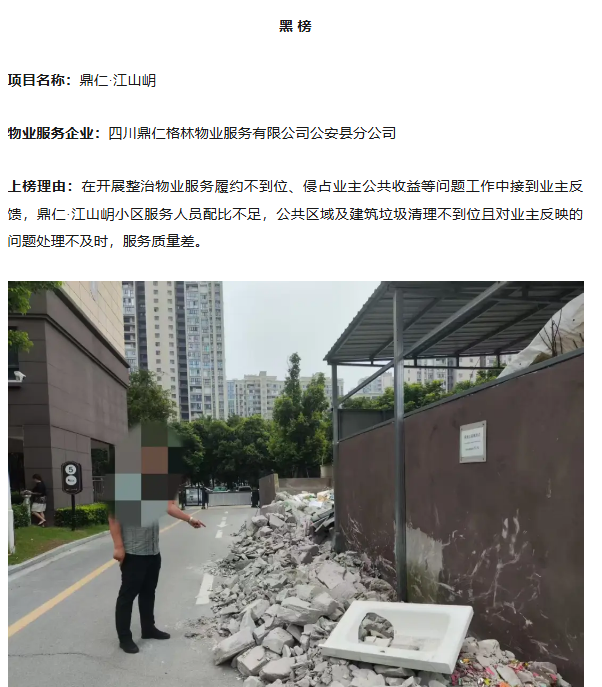 黑 榜
项目名称：鼎仁·江山岄
物业服务企业：四川鼎仁格林物业服务有限公司公安县分公司
上榜理由：在开展整治物业服务履约不到位、侵占业主公共收益等问题工作中接到业主反
馈，鼎仁·江山岄小区服务人员配比不足，公共区域及建筑垃圾清理不到位且对业主反映的
问题处理不及时，服务质量差。
5